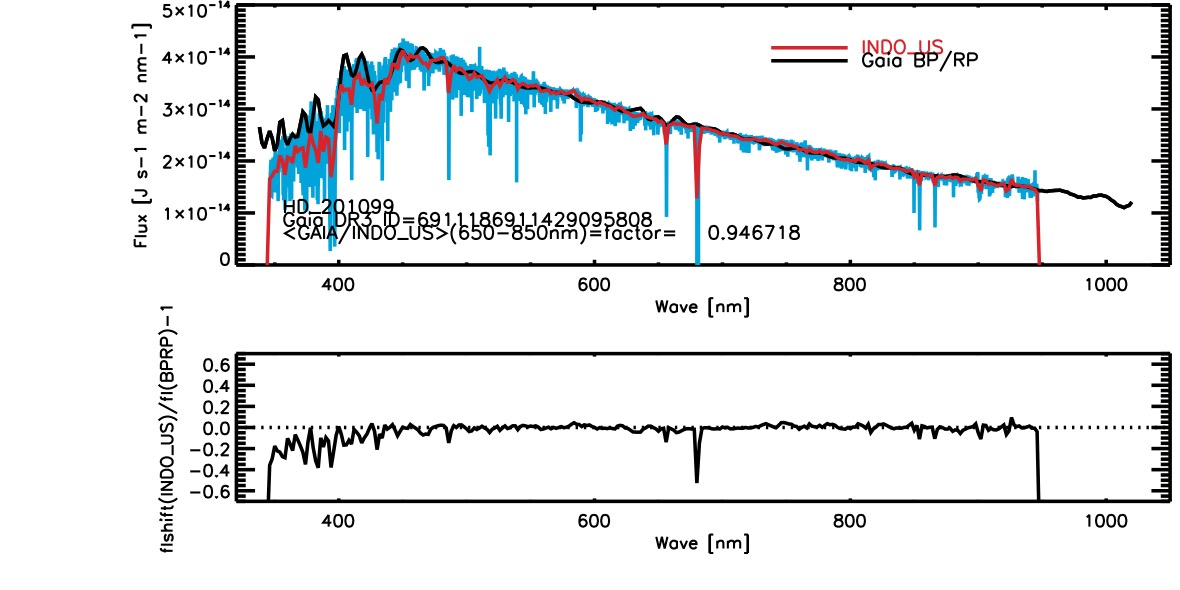 5×10⁻¹⁴
4×10⁻¹⁴
3×10⁻¹⁴
2×10⁻¹⁴
1×10⁻¹⁴
0
Flux [J s−1 m−2 nm−1]
INDO_US
Gaia BP/RP
HD_201099
Gaia DR3 ID=691111869114290958​08
<GAIA/INDO_US>(650−850nm)=factor= 0.946718
400 600 800 1000
Wave [nm]
0.6
0.4
0.2
0.0
−0.2
−0.4
−0.6
flshift(INDO_US)/fl(BPRP)−1
400 600 800 1000
Wave [nm]